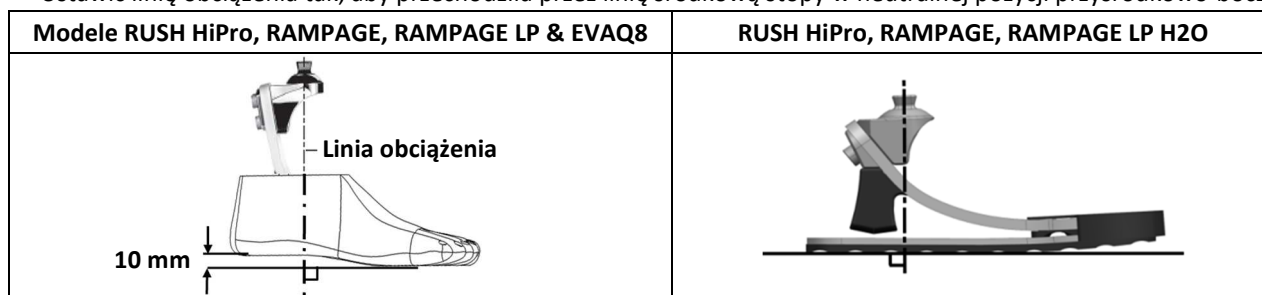 Modele RUSH HiPro, RAMPAGE, RAMPAGE LP & EVAQ8
RUSH HiPro, RAMPAGE, RAMPAGE LP H2O
Linia obciążenia
10 mm